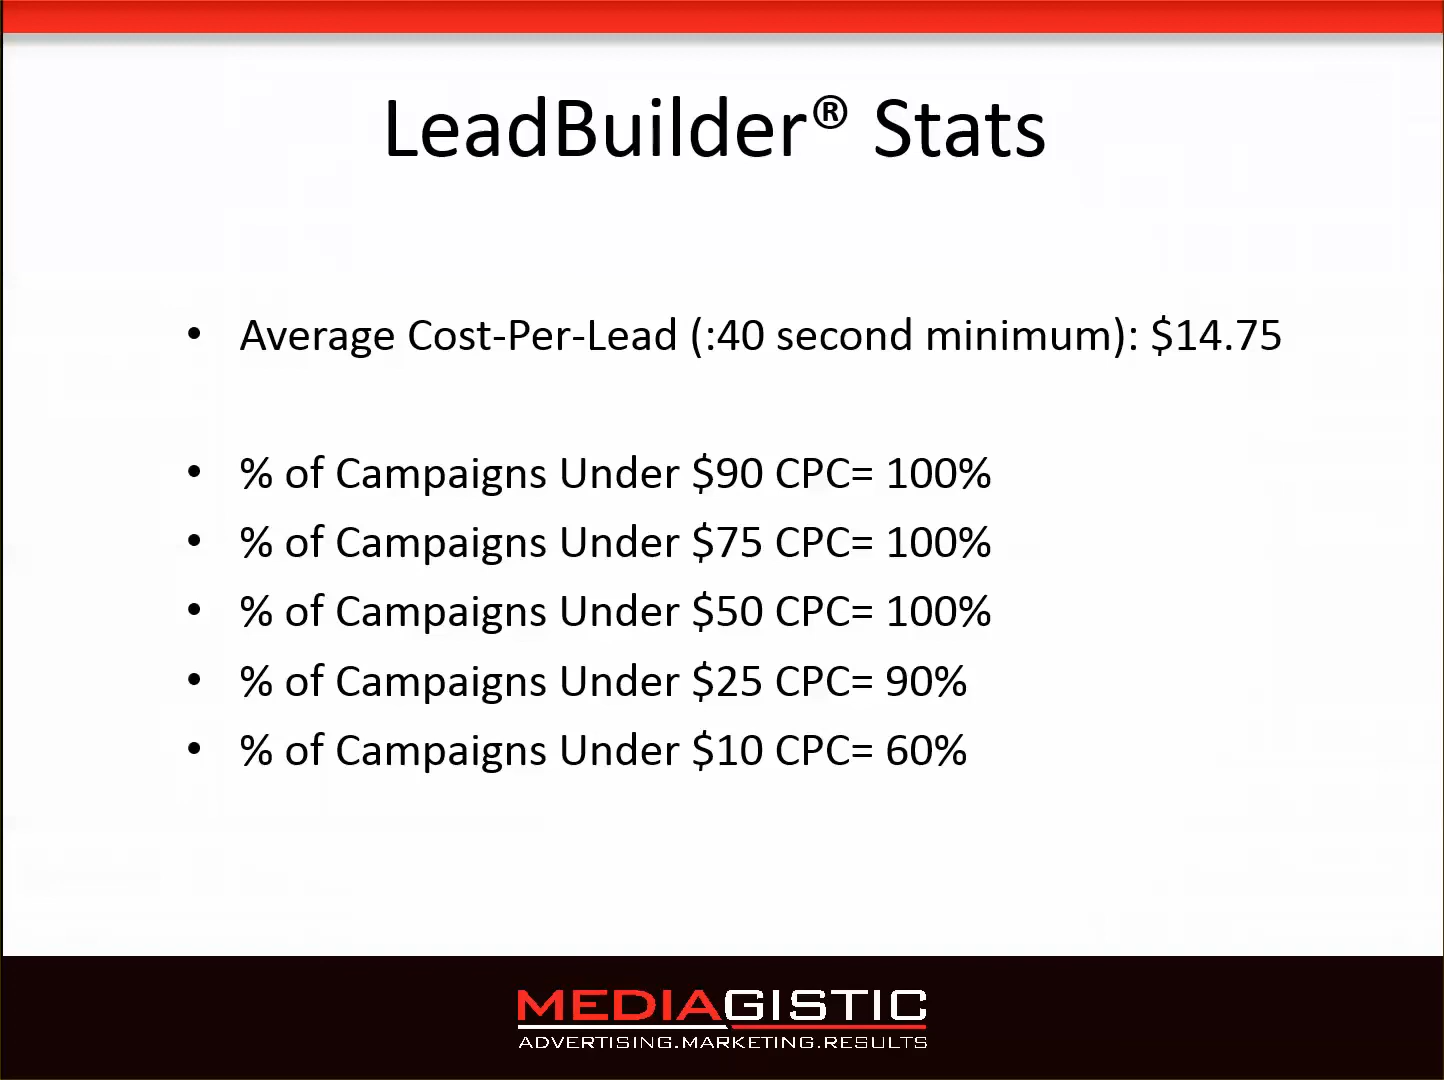 LeadBuilder® Stats
• Average Cost-Per-Lead (:40 second minimum): $14.75
• % of Campaigns Under $90 CPC= 100%
• % of Campaigns Under $75 CPC= 100%
• % of Campaigns Under $50 CPC= 100%
• % of Campaigns Under $25 CPC= 90%
• % of Campaigns Under $10 CPC= 60%
MEDIAGISTIC
ADVERTISING.MARKETING.RESULTS